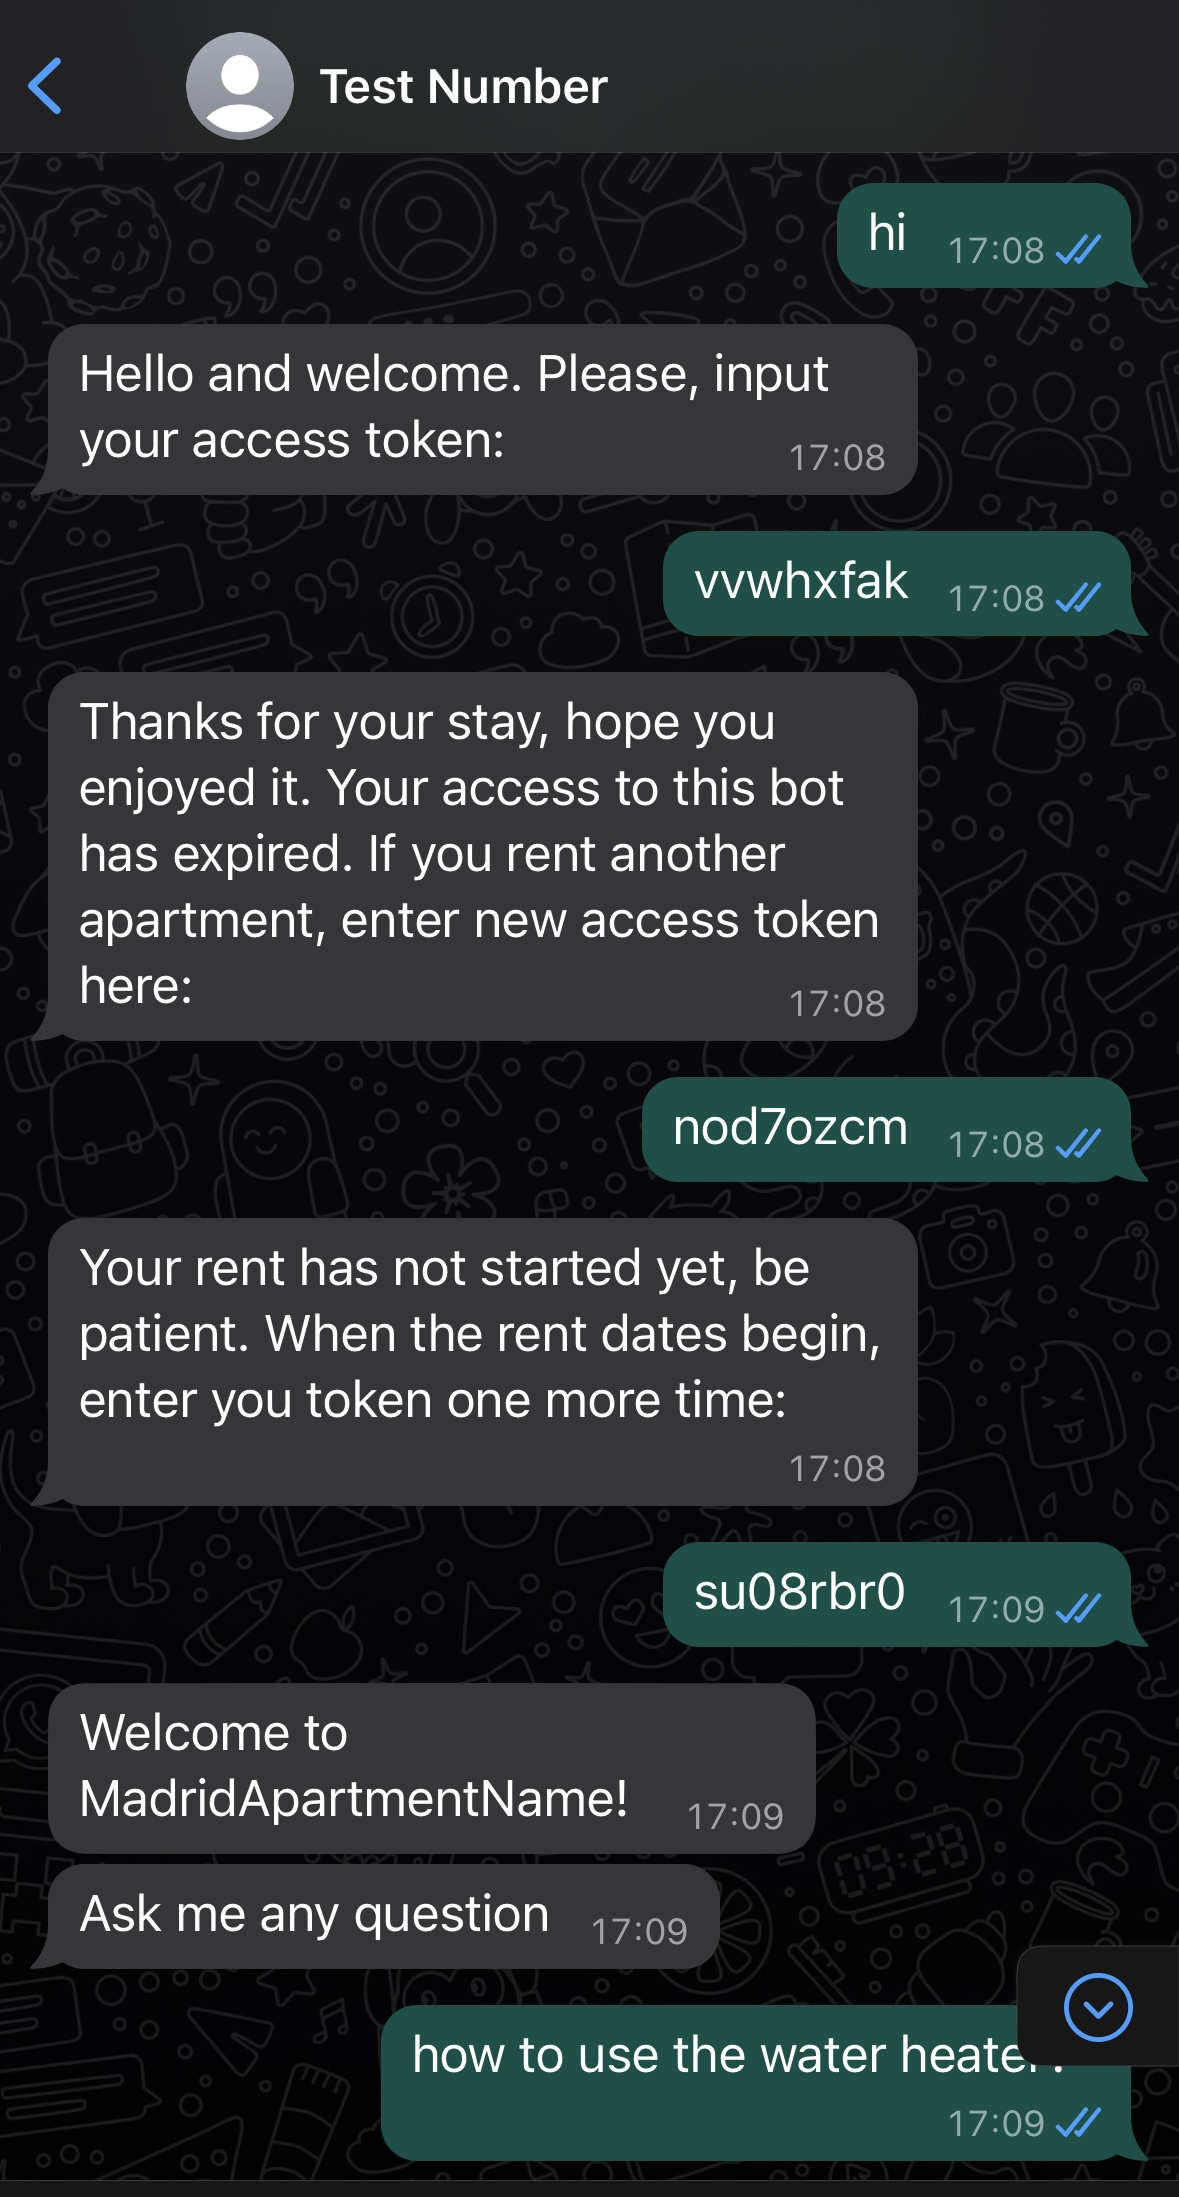 Test Number
hi
17:08
Hello and welcome. Please, input
your access token:
17:08
vvwhxfak
17:08
Thanks for your stay, hope you
enjoyed it. Your access to this bot
has expired. If you rent another
apartment, enter new access token
here:
17:08
nod7ozcm
17:08
Your rent has not started yet, be
patient. When the rent dates begin,
enter you token one more time:
17:08
su08rbr0
17:09
Welcome to
MadridApartmentName!
17:09
Ask me any question
17:09
how to use the water heater?
17:09
09:28